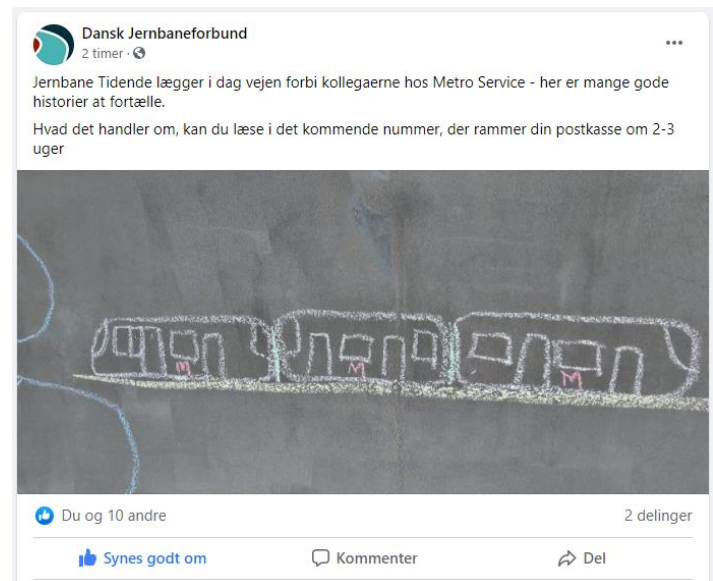 Dansk Jernbaneforbund
2 timer ·
Jernbane Tidende lægger i dag vejen forbi kollegaerne hos Metro Service - her er mange gode
historier at fortælle.
Hvad det handler om, kan du læse i det kommende nummer, der rammer din postkasse om 2-3
uger
M M M
Du og 10 andre 2 delinger
Synes godt om Kommenter Del